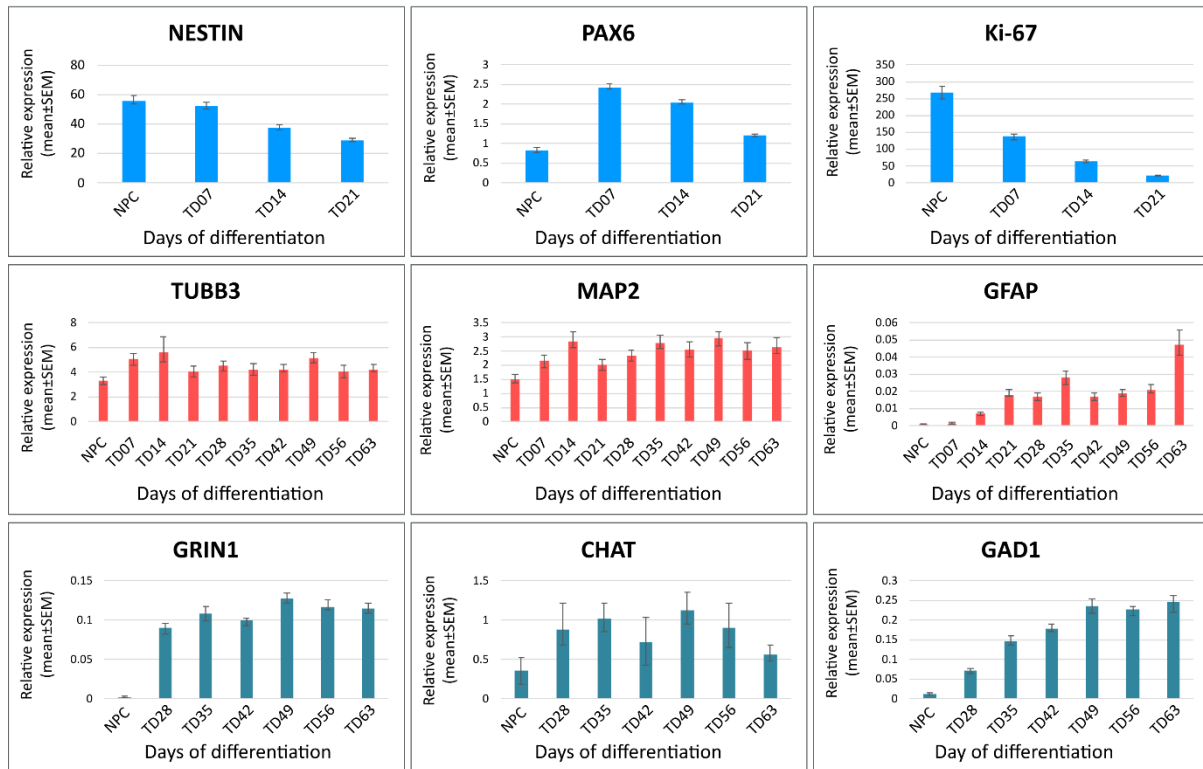 NESTIN
Relative expression
(mean±SEM)
80
60
40
20
0
NPC
TD07
TD14
TD21
Days of differentiaton
PAX6
Relative expression
(mean±SEM)
3
2.5
2
1.5
1
0.5
0
NPC
TD07
TD14
TD21
Days of differentiaton
Ki-67
Relative expression
(mean±SEM)
350
300
250
200
150
100
50
0
NPC
TD07
TD14
TD21
Days of differentiaton
TUBB3
Relative expression
(mean±SEM)
8
6
4
2
0
NPC
TD07
TD14
TD21
TD28
TD35
TD42
TD49
TD56
TD63
Days of differentiation
MAP2
Relative expression
(mean±SEM)
3.5
3
2.5
2
1.5
1
0.5
0
NPC
TD07
TD14
TD21
TD28
TD35
TD42
TD49
TD56
TD63
Days of differentiation
GFAP
Relative expression
(mean±SEM)
0.06
0.05
0.04
0.03
0.02
0.01
0
NPC
TD07
TD14
TD21
TD28
TD35
TD42
TD49
TD56
TD63
Days of differentiation
GRIN1
Relative expression
(mean±SEM)
0.15
0.1
0.05
0
NPC
TD28
TD35
TD42
TD49
TD56
TD63
Days of differentiation
CHAT
Relative expression
(mean±SEM)
1.5
1
0.5
0
NPC
TD28
TD35
TD42
TD49
TD56
TD63
Days of differentiation
GAD1
Relative expression
(mean±SEM)
0.3
0.25
0.2
0.15
0.1
0.05
0
NPC
TD28
TD35
TD42
TD49
TD56
TD63
Days of differentiation